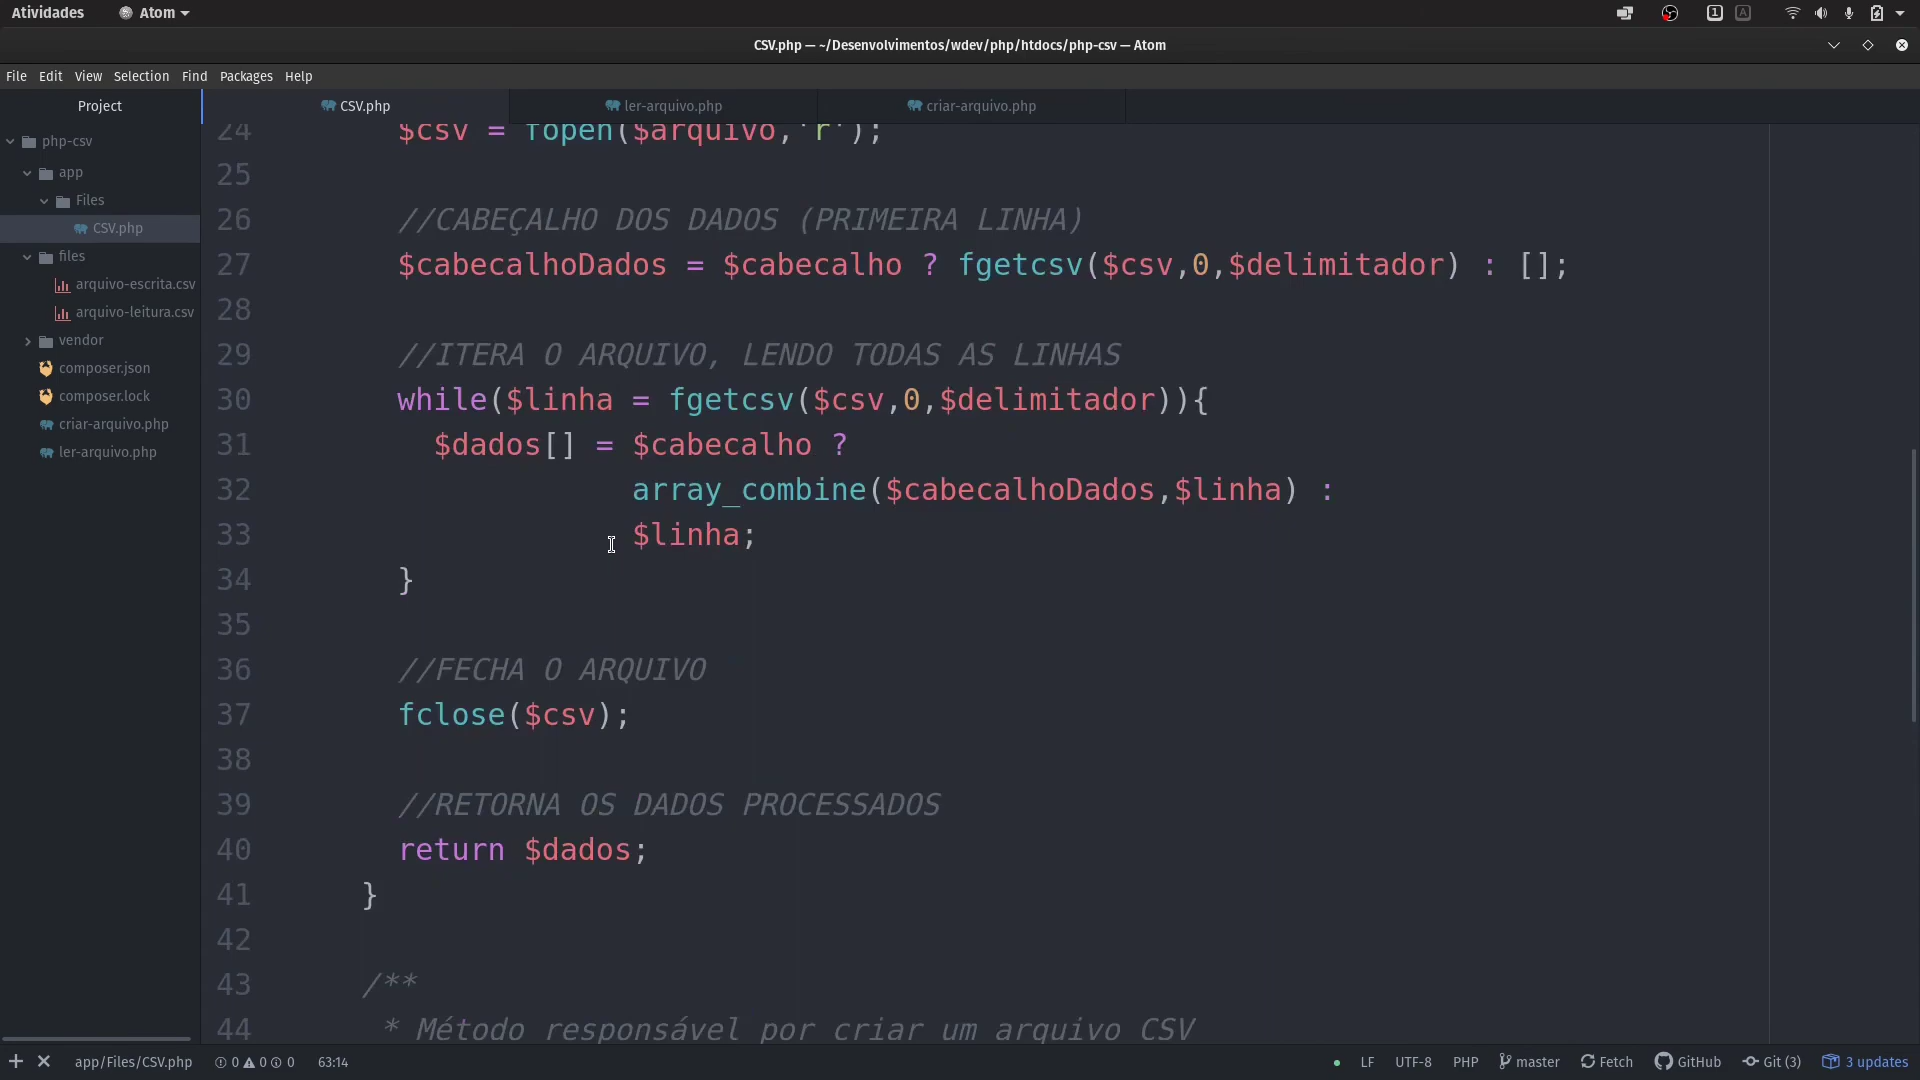 Atividades
Atom
1
A
CSV.php — ~/Desenvolvimentos/wdev/php/htdocs/php-csv — Atom
File Edit View Selection Find Packages Help
Project
CSV.php
ler-arquivo.php
criar-arquivo.php
php-csv
app
Files
CSV.php
files
arquivo-escrita.csv
arquivo-leitura.csv
vendor
composer.json
composer.lock
criar-arquivo.php
ler-arquivo.php
24 $csv = fopen($arquivo,'r');
25
26 //CABEÇALHO DOS DADOS (PRIMEIRA LINHA)
27 $cabecalhoDados = $cabecalho ? fgetcsv($csv,0,$delimitador) : [];
28
29 //ITERA O ARQUIVO, LENDO TODAS AS LINHAS
30 while($linha = fgetcsv($csv,0,$delimitador)){
31 $dados[] = $cabecalho ?
32 array_combine($cabecalhoDados,$linha) :
33 $linha;
34 }
35
36 //FECHA O ARQUIVO
37 fclose($csv);
38
39 //RETORNA OS DADOS PROCESSADOS
40 return $dados;
41 }
42
43 /**
44 * Método responsável por criar um arquivo CSV
app/Files/CSV.php 0 0 0 63:14 LF UTF-8 PHP master Fetch GitHub Git (3) 3 updates